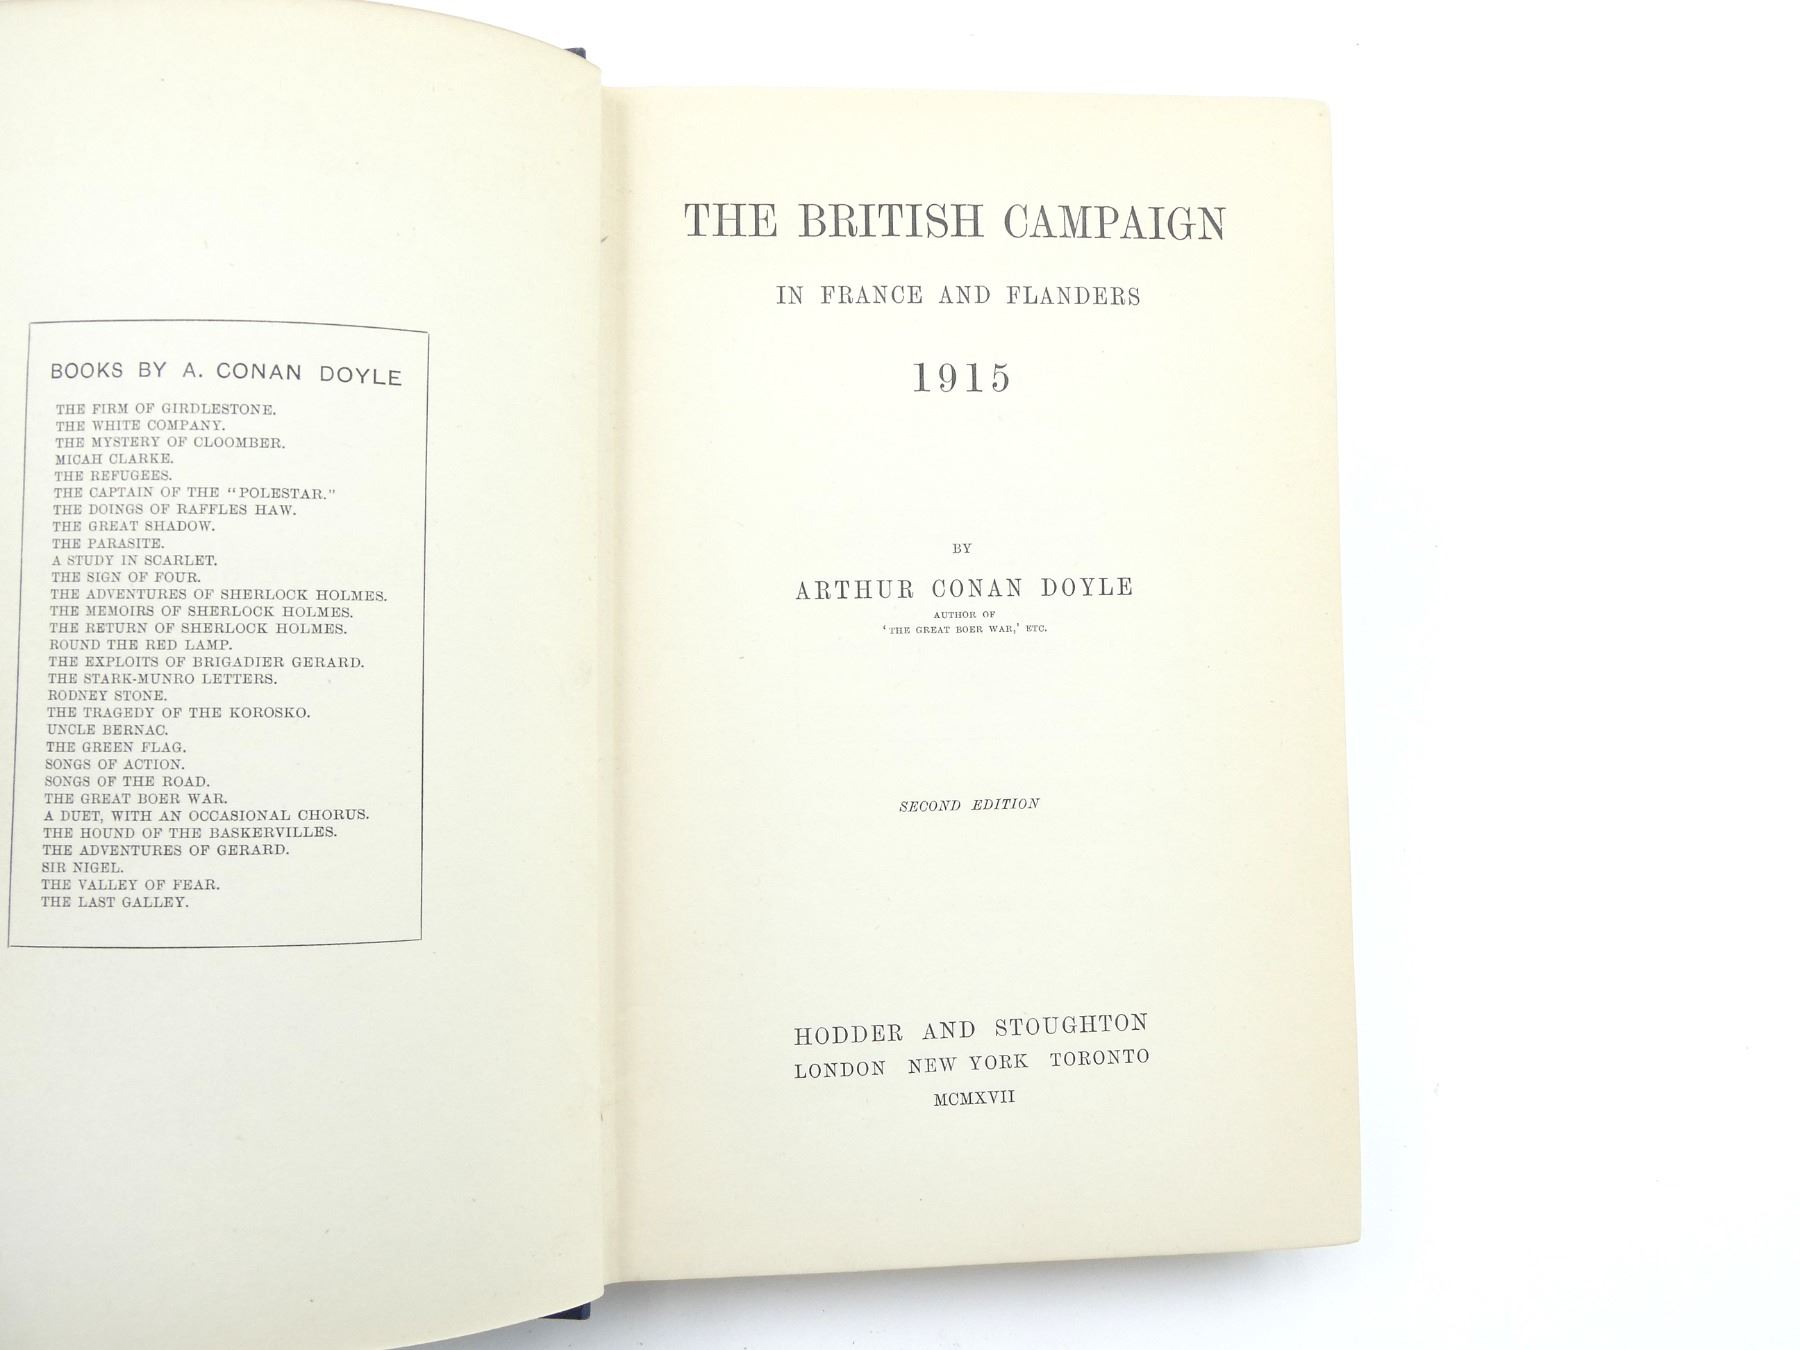 BOOKS BY A. CONAN DOYLE
THE FIRM OF GIRDLESTONE.
THE WHITE COMPANY.
THE MYSTERY OF CLOOMBER.
MICAH CLARKE.
THE REFUGEES.
THE CAPTAIN OF THE "POLESTAR."
THE DOINGS OF RAFFLES HAW.
THE GREAT SHADOW.
THE PARASITE.
A STUDY IN SCARLET.
THE SIGN OF FOUR.
THE ADVENTURES OF SHERLOCK HOLMES.
THE MEMOIRS OF SHERLOCK HOLMES.
THE RETURN OF SHERLOCK HOLMES.
ROUND THE RED LAMP.
THE EXPLOITS OF BRIGADIER GERARD.
THE STARK-MUNRO LETTERS.
RODNEY STONE.
THE TRAGEDY OF THE KOROSKO.
UNCLE BERNAC.
THE GREEN FLAG.
SONGS OF ACTION.
SONGS OF THE ROAD.
THE GREAT BOER WAR.
A DUET, WITH AN OCCASIONAL CHORUS.
THE HOUND OF THE BASKERVILLES.
THE ADVENTURES OF GERARD.
SIR NIGEL.
THE VALLEY OF FEAR.
THE LAST GALLEY.
THE BRITISH CAMPAIGN
IN FRANCE AND FLANDERS
1915
BY
ARTHUR CONAN DOYLE
AUTHOR OF
'THE GREAT BOER WAR,' ETC.
SECOND EDITION
HODDER AND STOUGHTON
LONDON NEW YORK TORONTO
MCMXVII